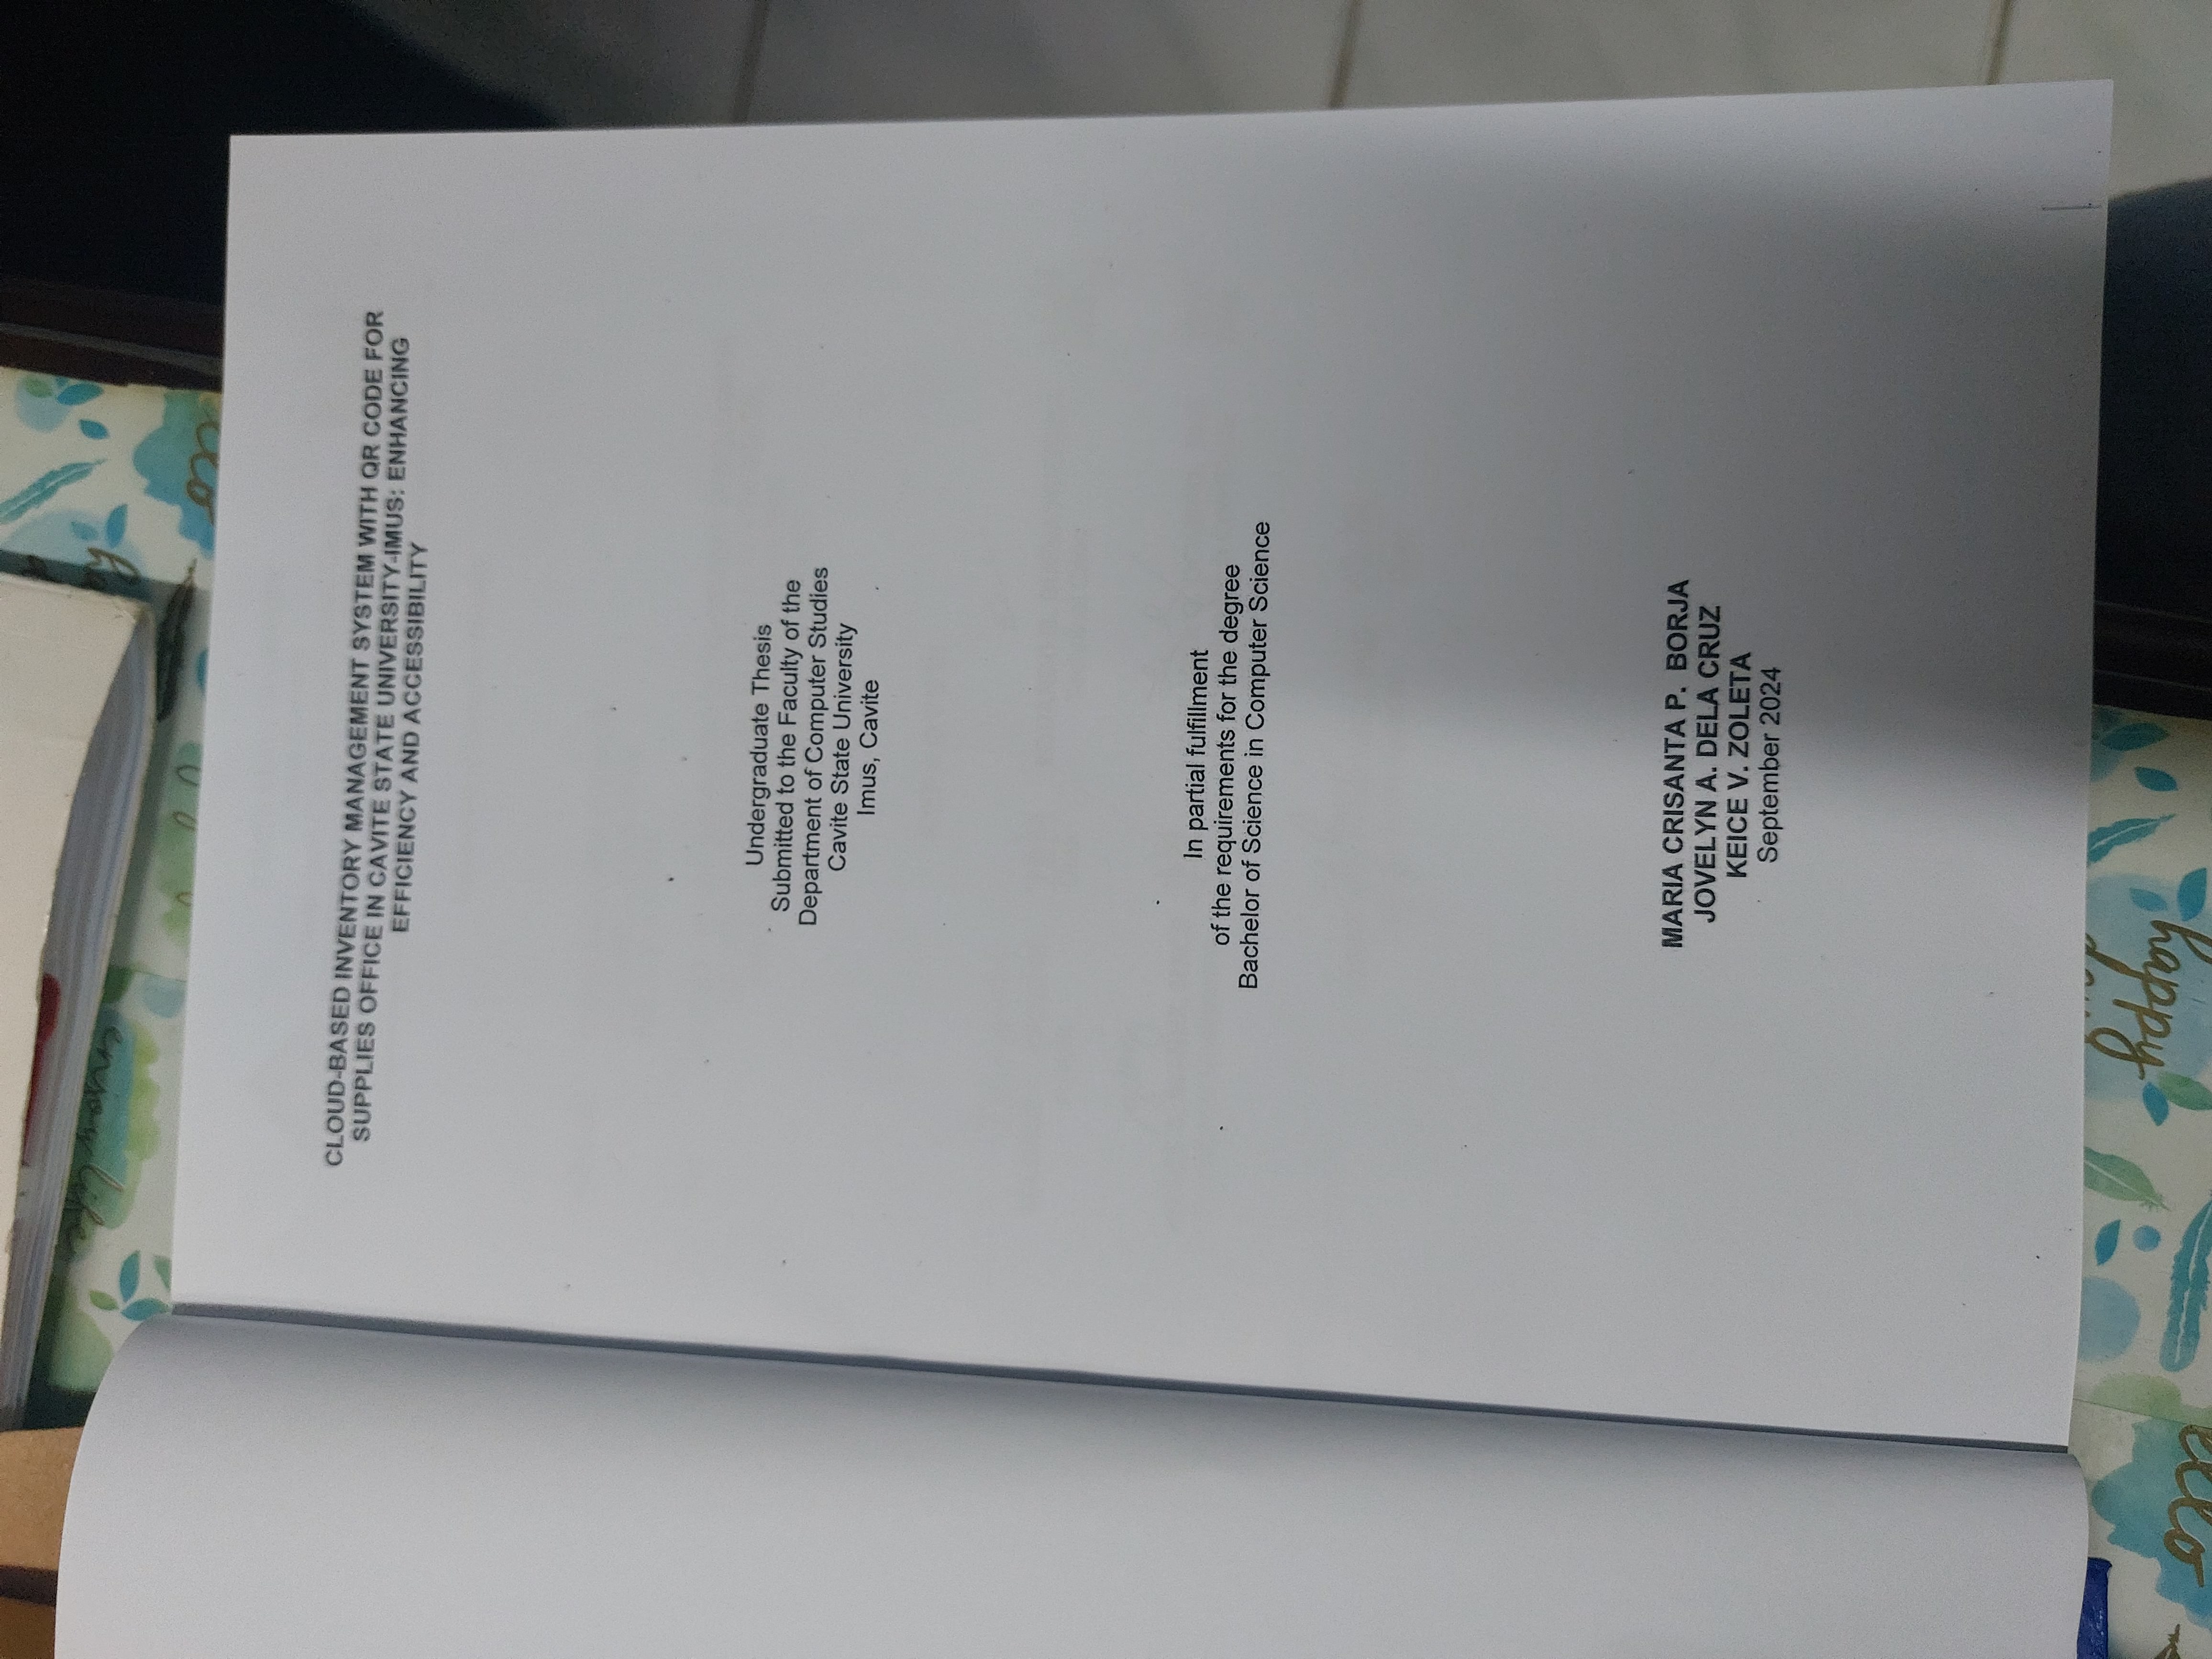 CLOUD-BASED INVENTORY MANAGEMENT SYSTEM WITH QR CODE FOR
SUPPLIES OFFICE IN CAVITE STATE UNIVERSITY-IMUS: ENHANCING
EFFICIENCY AND ACCESSIBILITY
Undergraduate Thesis
Submitted to the Faculty of the
Department of Computer Studies
Cavite State University
Imus, Cavite
In partial fulfillment
of the requirements for the degree
Bachelor of Science in Computer Science
MARIA CRISANTA P. BORJA
JOVELYN A. DELA CRUZ
KEICE V. ZOLETA
September 2024
happy